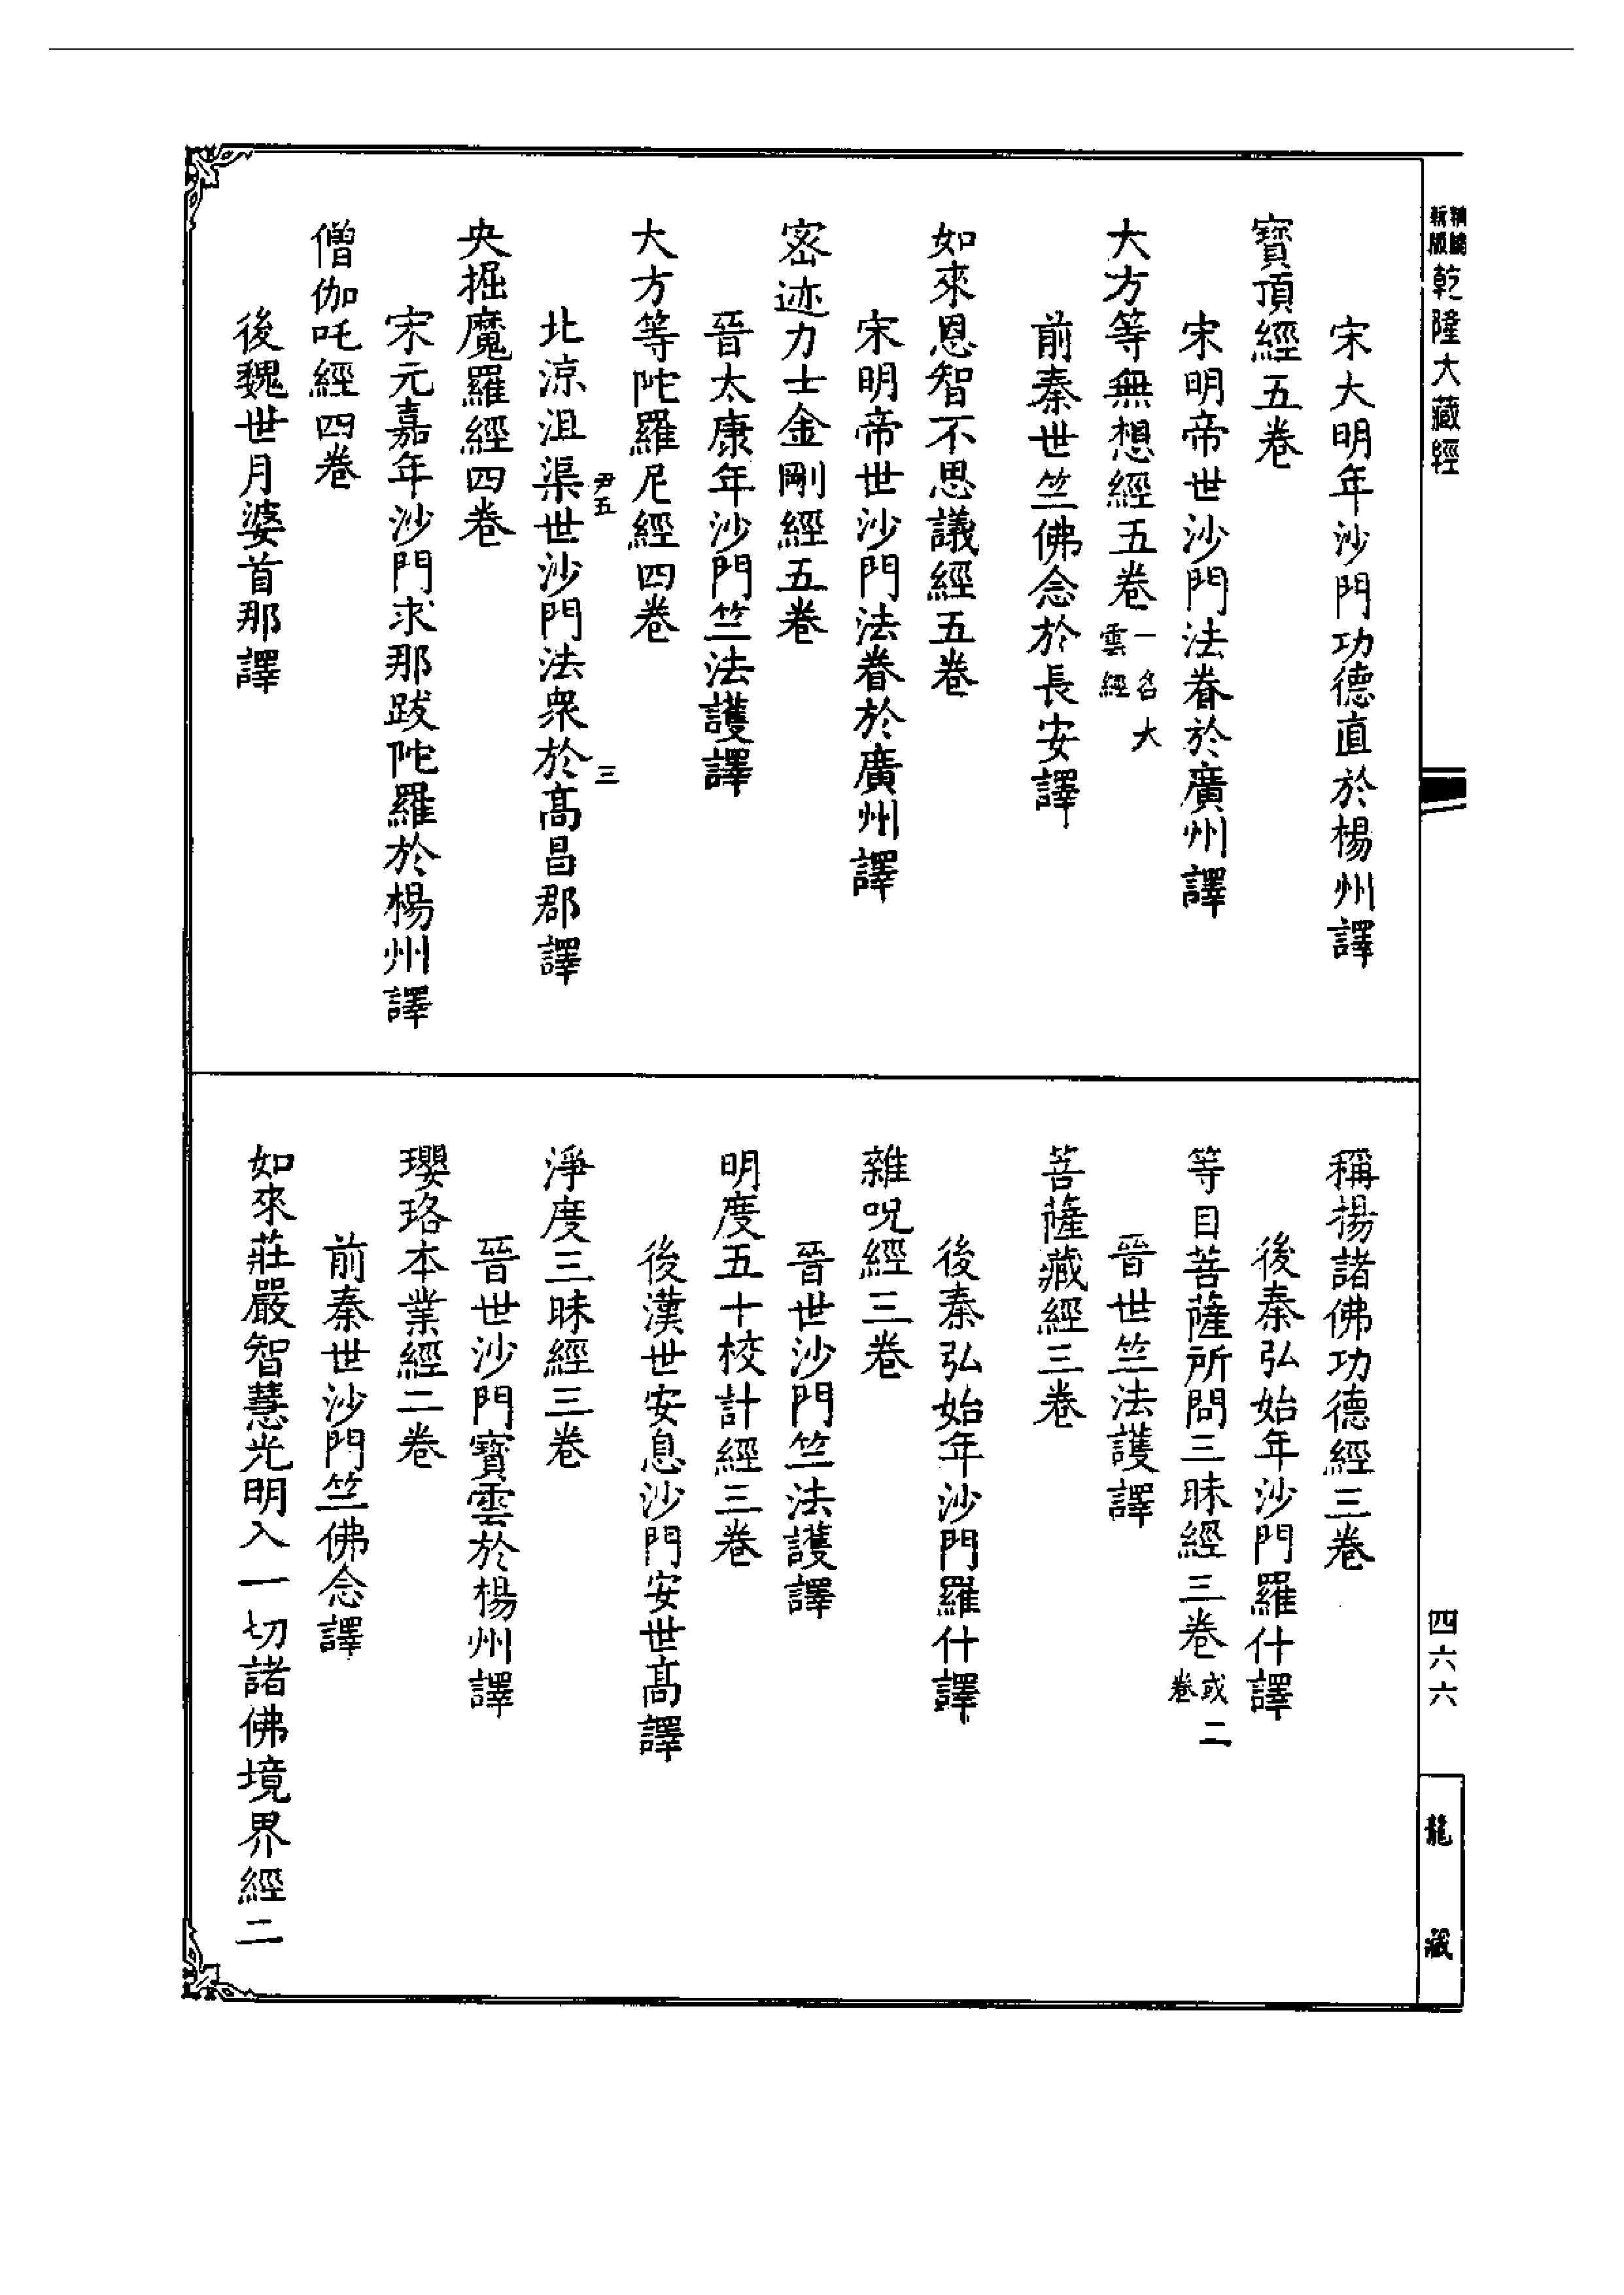 新版
精縮
乾隆大藏經
宋大明年沙門功德直於楊州譯
寶頂經五卷
宋明帝世沙門法眷於廣州譯
大方等無想經五卷一名大雲經
前秦世竺佛念於長安譯
如來恩智不思議經五卷
宋明帝世沙門法眷於廣州譯
密迹力士金剛經五卷
晉太康年沙門竺法護譯
大方等陀羅尼經四卷
尹五
三
北涼沮渠世沙門法衆於高昌郡譯
央掘魔羅經四卷
宋元嘉年沙門求那跋陀羅於楊州譯
僧伽吒經四卷
後魏世月婆首那譯
稱揚諸佛功德經三卷
後秦弘始年沙門羅什譯
等目菩薩所問三昧經三卷或二卷
晉世竺法護譯
菩薩藏經三卷
後秦弘始年沙門羅什譯
雜呪經三卷
晉世沙門竺法護譯
明度五十校計經三卷
後漢世安息沙門安世高譯
淨度三昧經三卷
晉世沙門寶雲於楊州譯
瓔珞本業經二卷
前秦世沙門竺佛念譯
如來莊嚴智慧光明入一切諸佛境界經二
四六六
龍藏